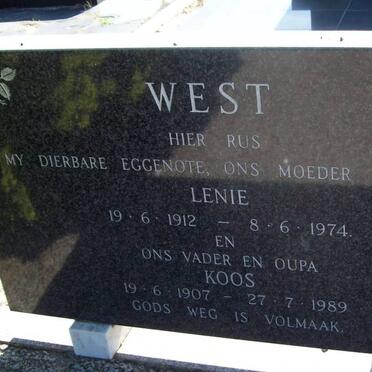 WEST
HIER RUS
MY DIERBARE EGGENOTE, ONS MOEDER
LENIE
19·6·1912 — 8·6·1974.
EN
ONS VADER EN OUPA
KOOS
19·6·1907 — 27·7·1989
GODS WEG IS VOLMAAK.